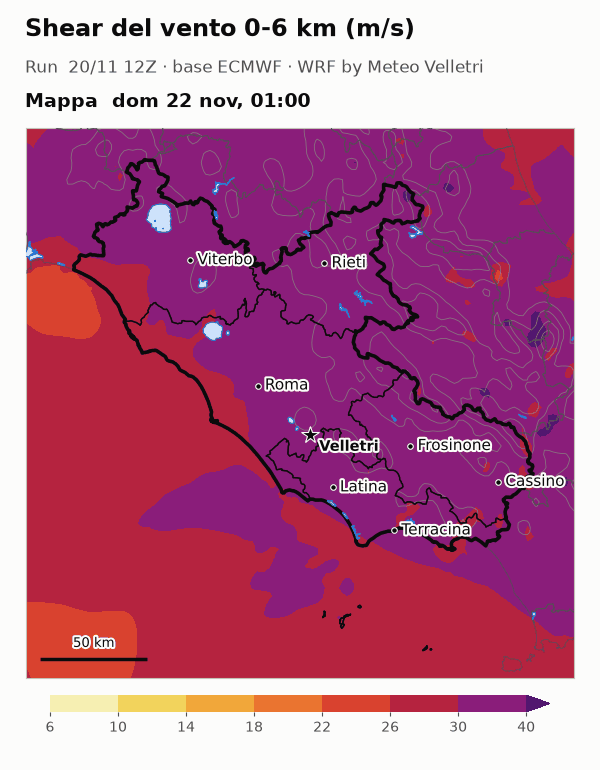 Shear del vento 0-6 km (m/s)
Run  20/11 12Z · base ECMWF · WRF by Meteo Velletri
Mappa  dom 22 nov, 01:00
Viterbo
Rieti
Roma
Velletri
Frosinone
Latina
Cassino
Terracina
50 km
6 10 14 18 22 26 30 40